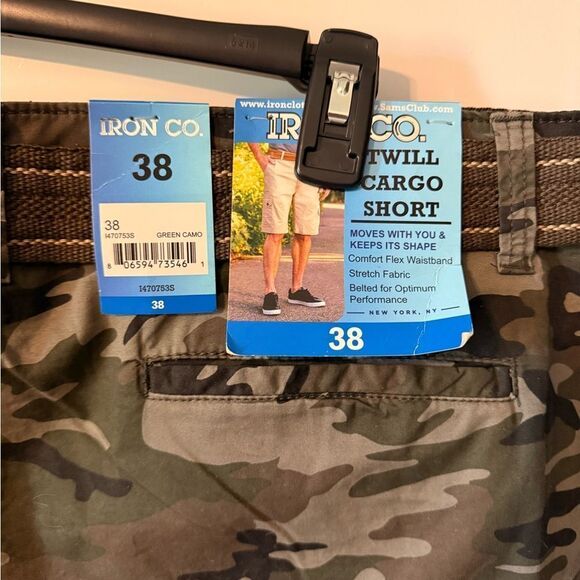 IRON CO.
38
38
I470753S GREEN CAMO
8 06594 73546 1
I470753S
38
www.ironclot
SamsClub.com
IR CO.
TWILL
CARGO
SHORT
MOVES WITH YOU &
KEEPS ITS SHAPE
Comfort Flex Waistband
Stretch Fabric
Belted for Optimum
Performance
NEW YORK, NY
38